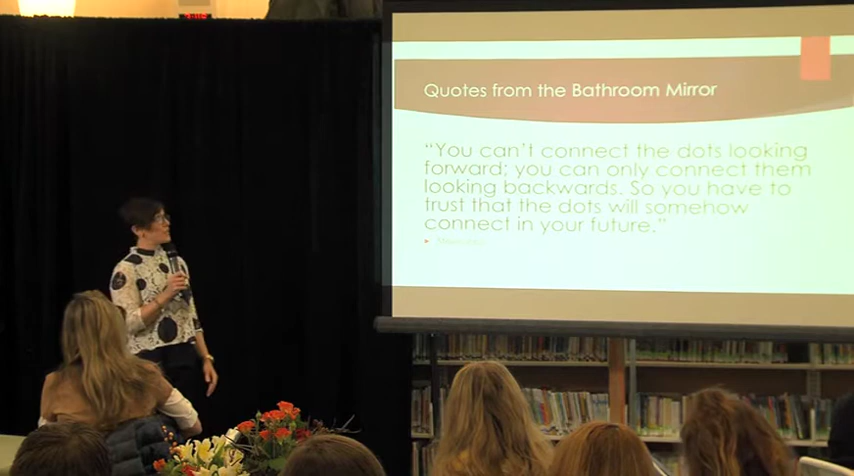 Quotes from the Bathroom Mirror
“You can’t connect the dots looking
forward; you can only connect them
looking backwards. So you have to
trust that the dots will somehow
connect in your future.”